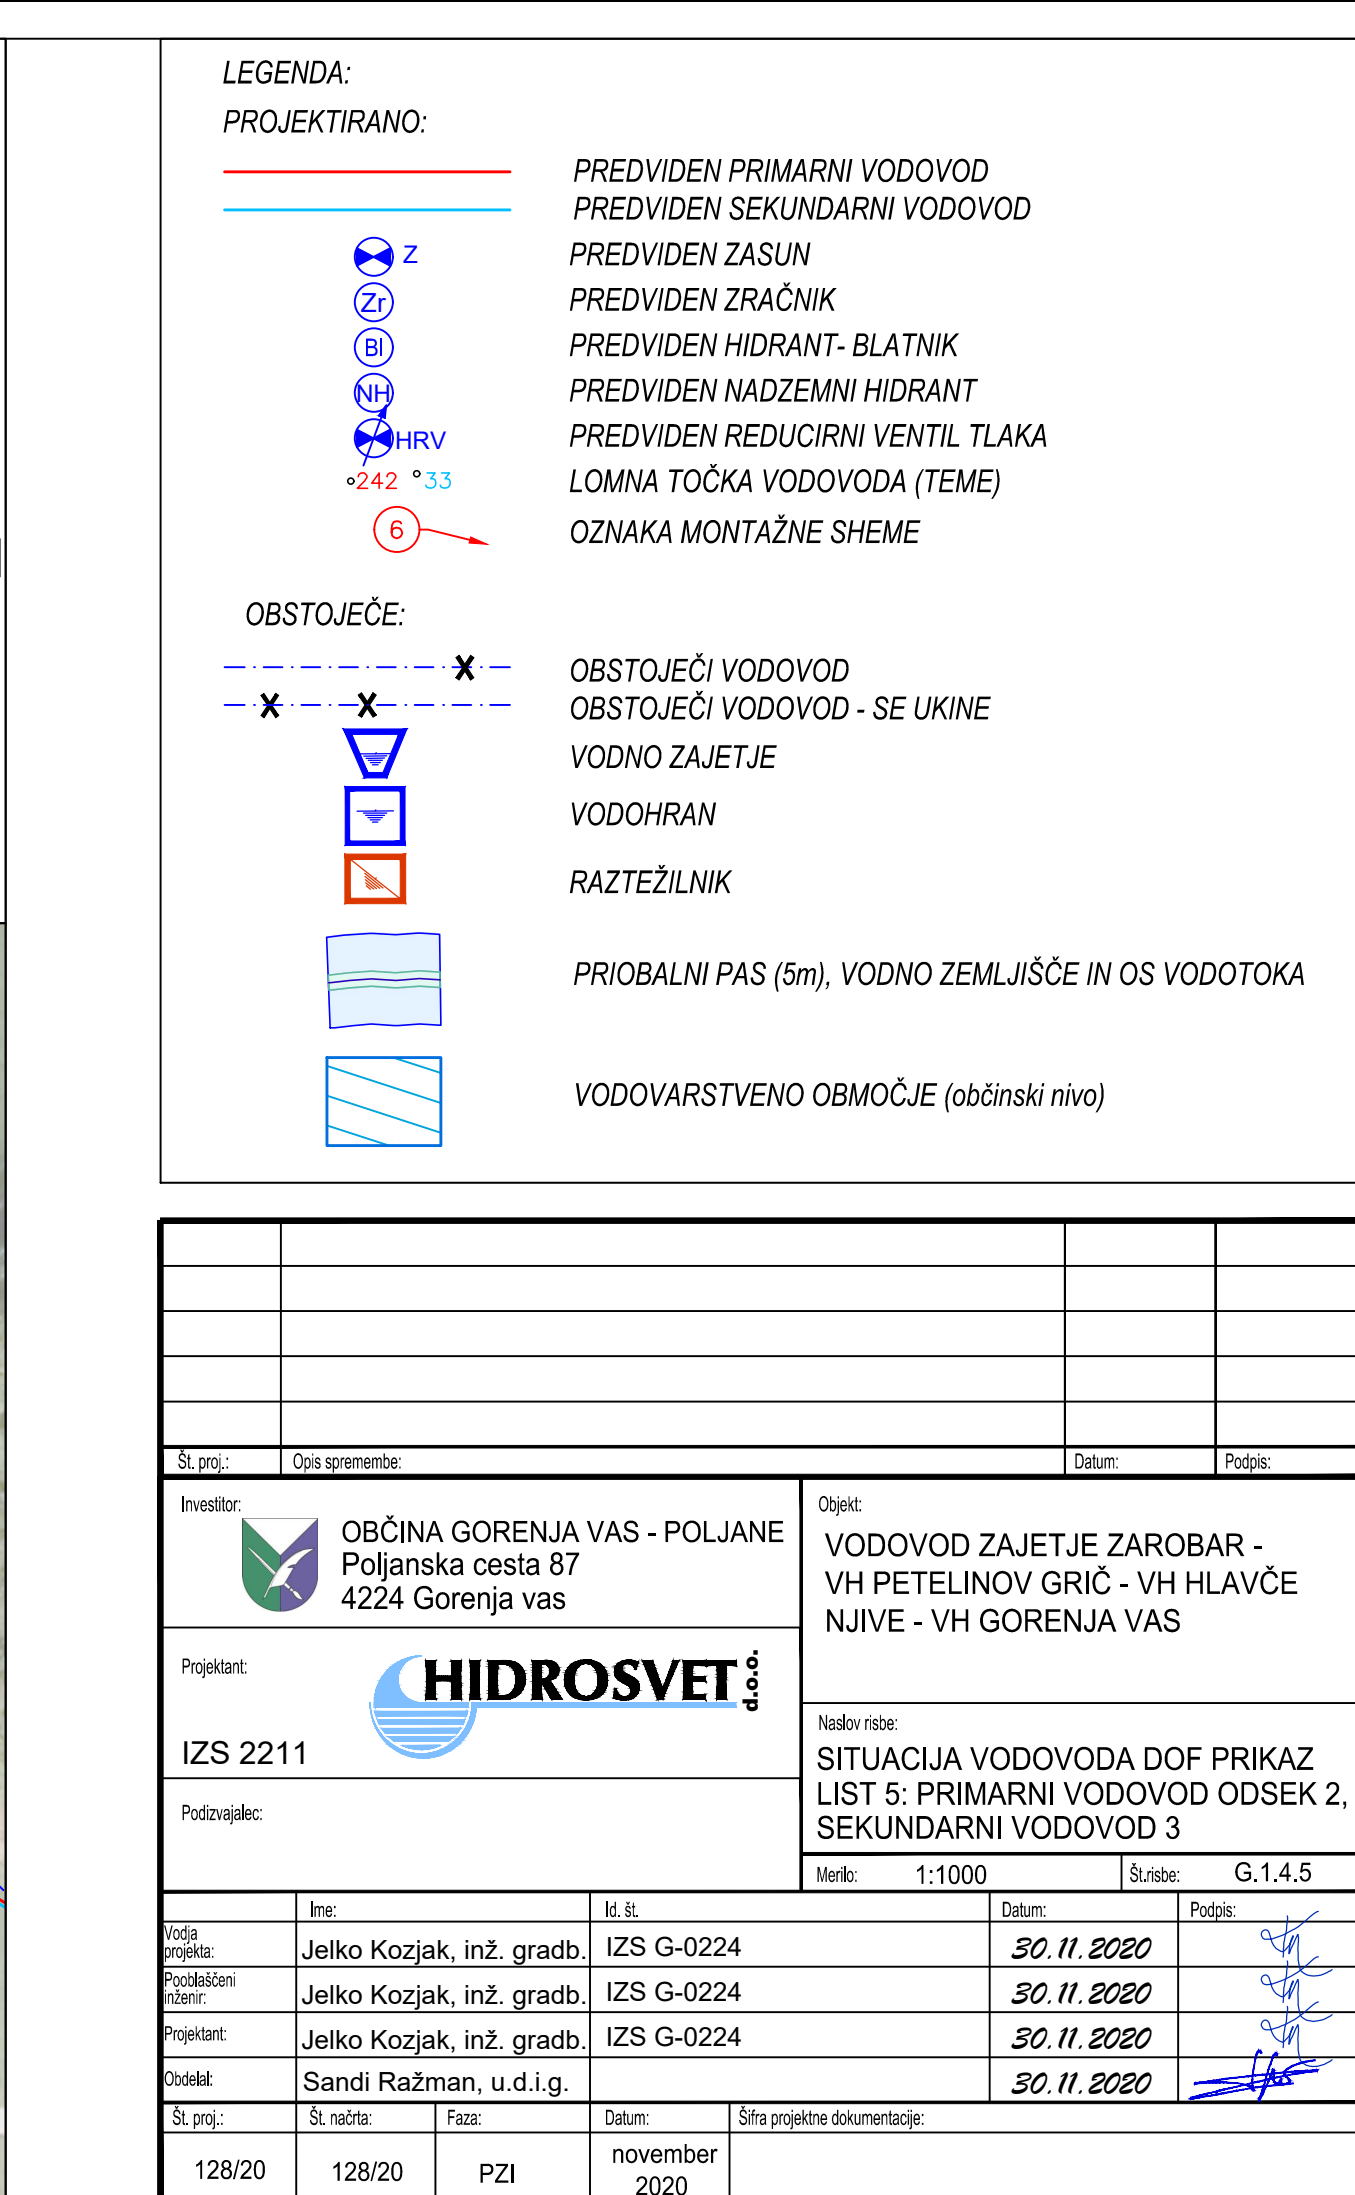 LEGENDA:
PROJEKTIRANO:
PREDVIDEN PRIMARNI VODOVOD
PREDVIDEN SEKUNDARNI VODOVOD
Z PREDVIDEN ZASUN
Zr PREDVIDEN ZRAČNIK
Bl PREDVIDEN HIDRANT- BLATNIK
NH PREDVIDEN NADZEMNI HIDRANT
HRV PREDVIDEN REDUCIRNI VENTIL TLAKA
242 33 LOMNA TOČKA VODOVODA (TEME)
6 OZNAKA MONTAŽNE SHEME
OBSTOJEČE:
OBSTOJEČI VODOVOD
OBSTOJEČI VODOVOD - SE UKINE
VODNO ZAJETJE
VODOHRAN
RAZTEŽILNIK
PRIOBALNI PAS (5m), VODNO ZEMLJIŠČE IN OS VODOTOKA
VODOVARSTVENO OBMOČJE (občinski nivo)
Št. proj.: Opis spremembe: Datum: Podpis:
Investitor:
OBČINA GORENJA VAS - POLJANE
Poljanska cesta 87
4224 Gorenja vas
Objekt:
VODOVOD ZAJETJE ZAROBAR -
VH PETELINOV GRIČ - VH HLAVČE
NJIVE - VH GORENJA VAS
Projektant:
HIDROSVET d.o.o.
IZS 2211
Naslov risbe:
SITUACIJA VODOVODA DOF PRIKAZ
LIST 5: PRIMARNI VODOVOD ODSEK 2,
SEKUNDARNI VODOVOD 3
Podizvajalec:
Merilo: 1:1000 Št.risbe: G.1.4.5
Ime: Id. št. Datum: Podpis:
Vodja
projekta: Jelko Kozjak, inž. gradb. IZS G-0224 30.11.2020
Pooblaščeni
inženir: Jelko Kozjak, inž. gradb. IZS G-0224 30.11.2020
Projektant: Jelko Kozjak, inž. gradb. IZS G-0224 30.11.2020
Obdelal: Sandi Ražman, u.d.i.g. 30.11.2020
Št. proj.: Št. načrta: Faza: Datum: Šifra projektne dokumentacije:
128/20 128/20 PZI november
2020